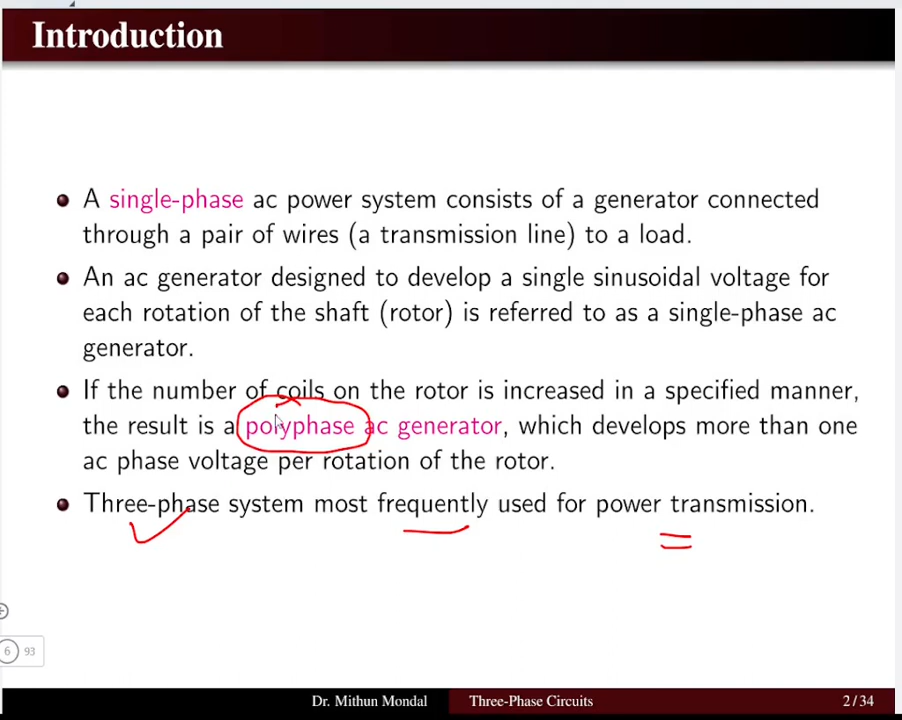 Introduction
A single-phase ac power system consists of a generator connected
through a pair of wires (a transmission line) to a load.
An ac generator designed to develop a single sinusoidal voltage for
each rotation of the shaft (rotor) is referred to as a single-phase ac
generator.
If the number of coils on the rotor is increased in a specified manner,
the result is a polyphase ac generator, which develops more than one
ac phase voltage per rotation of the rotor.
Three-phase system most frequently used for power transmission.
6 93
Dr. Mithun Mondal Three-Phase Circuits 2/34